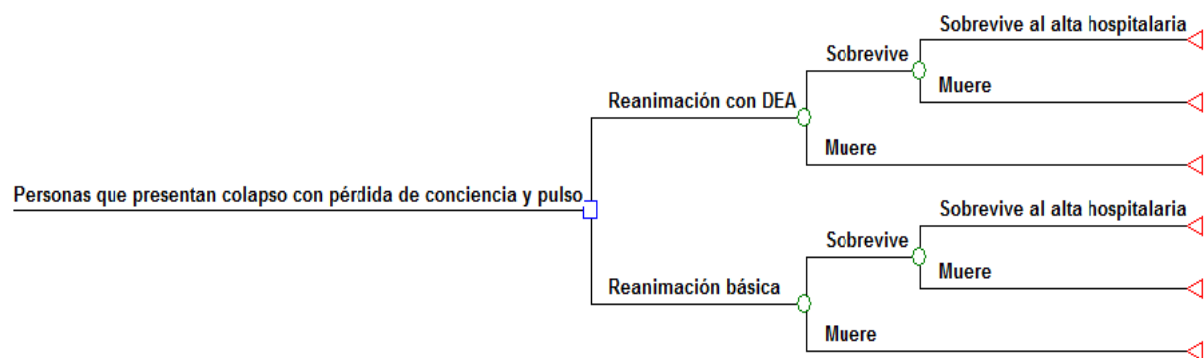 Sobrevive al alta hospitalaria
Sobrevive
Muere
Reanimación con DEA
Muere
Personas que presentan colapso con pérdida de conciencia y pulso
Sobrevive al alta hospitalaria
Sobrevive
Muere
Reanimación básica
Muere